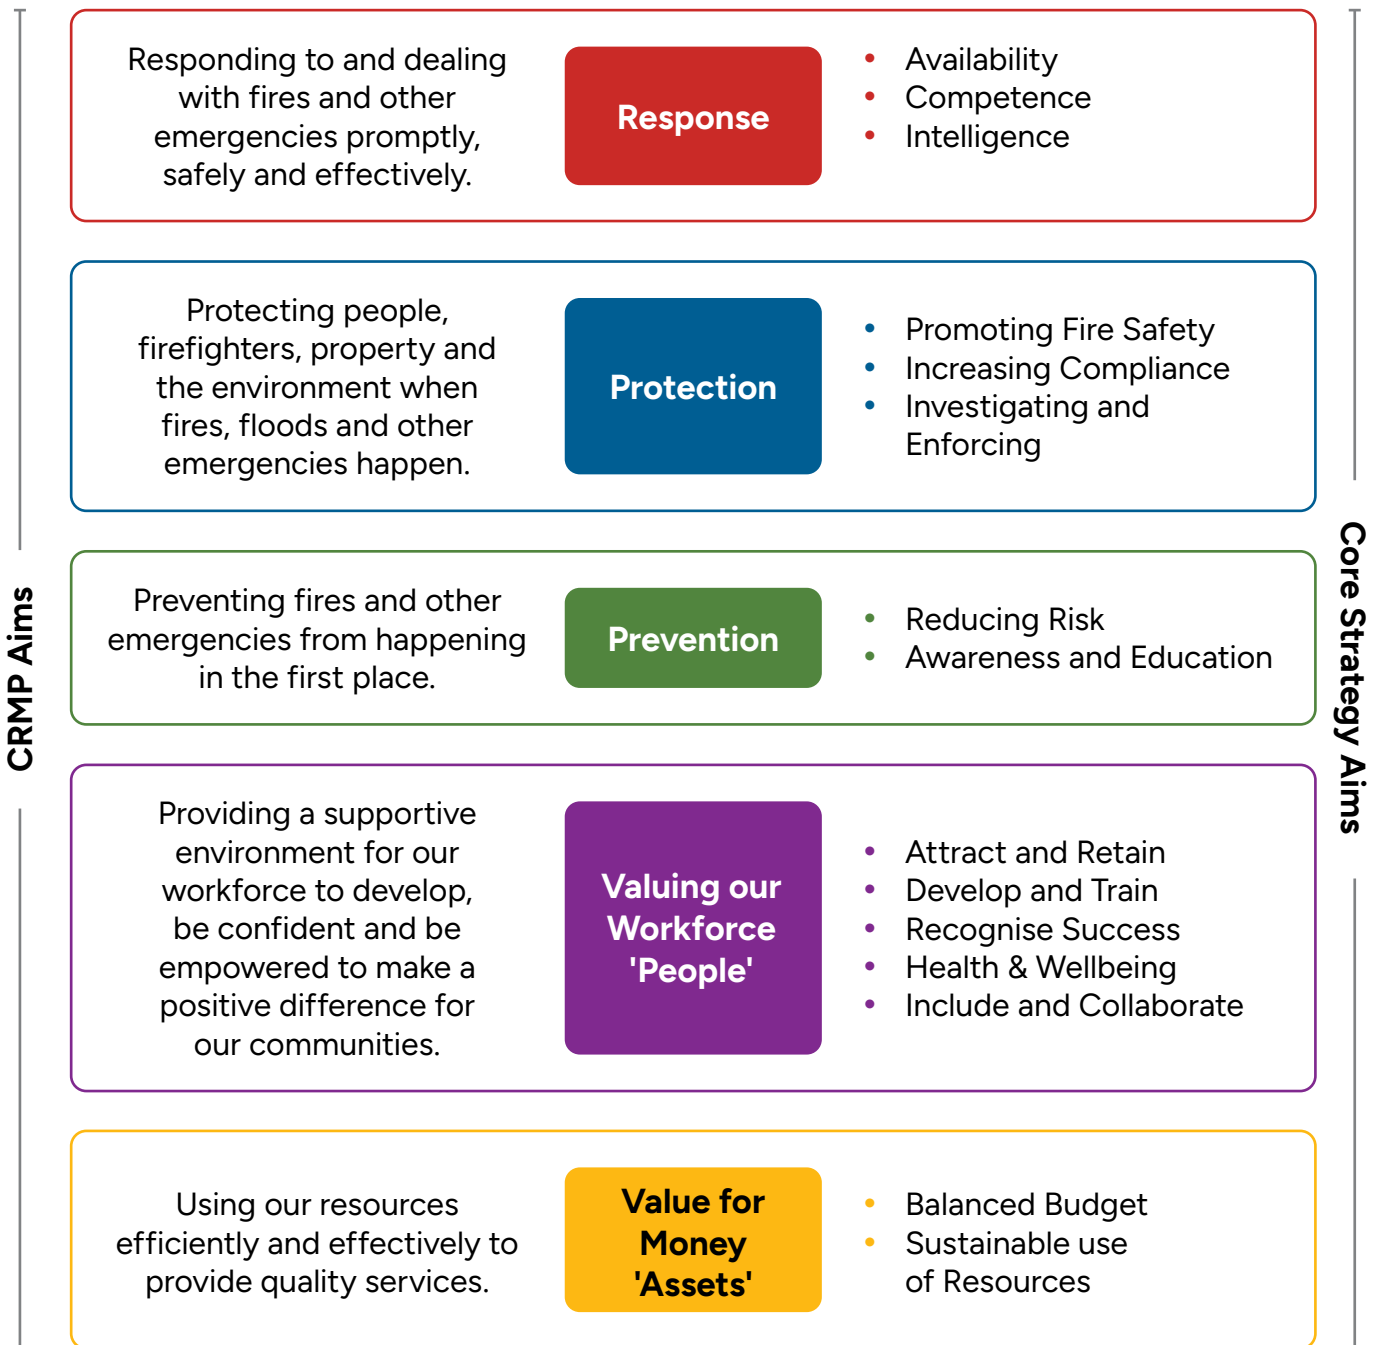 CRMP Aims
Core Strategy Aims
Responding to and dealing
with fires and other
emergencies promptly,
safely and effectively.
Response
• Availability
• Competence
• Intelligence
Protecting people,
firefighters, property and
the environment when
fires, floods and other
emergencies happen.
Protection
• Promoting Fire Safety
• Increasing Compliance
• Investigating and
Enforcing
Preventing fires and other
emergencies from happening
in the first place.
Prevention
• Reducing Risk
• Awareness and Education
Providing a supportive
environment for our
workforce to develop,
be confident and be
empowered to make a
positive difference for
our communities.
Valuing our
Workforce
'People'
• Attract and Retain
• Develop and Train
• Recognise Success
• Health & Wellbeing
• Include and Collaborate
Using our resources
efficiently and effectively to
provide quality services.
Value for
Money
'Assets'
• Balanced Budget
• Sustainable use
of Resources